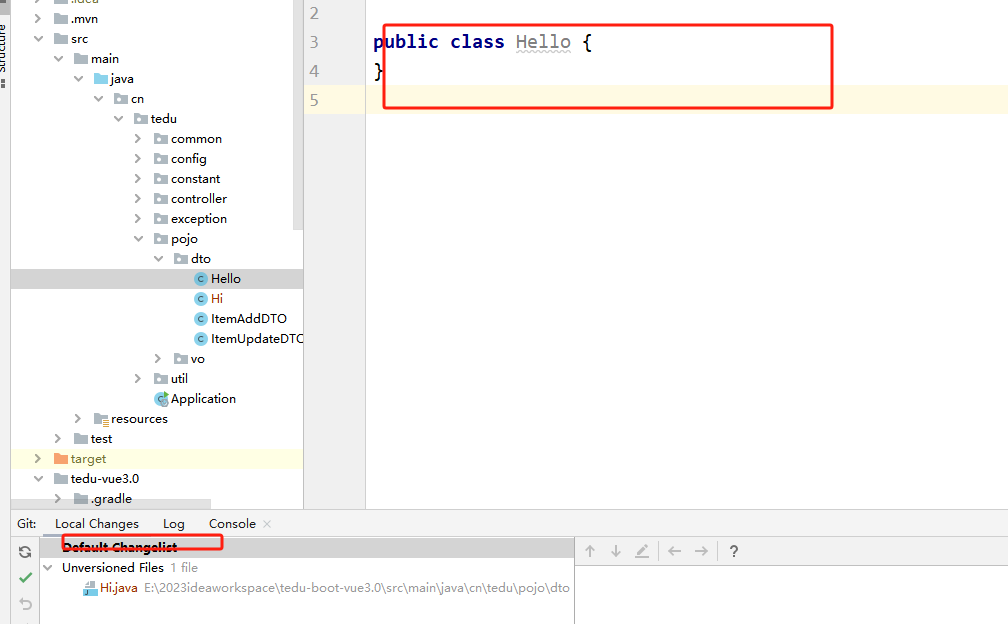 .idea
.mvn
src
main
java
cn
tedu
common
config
constant
controller
exception
pojo
dto
Hello
Hi
ItemAddDTO
ItemUpdateDTO
vo
util
Application
resources
test
target
tedu-vue3.0
.gradle
structure
2
3 public class Hello {
4 }
5
Git: Local Changes Log Console
Default Changelist
Unversioned Files 1 file
Hi.java E:\2023ideaworkspace\tedu-boot-vue3.0\src\main\java\cn\tedu\pojo\dto